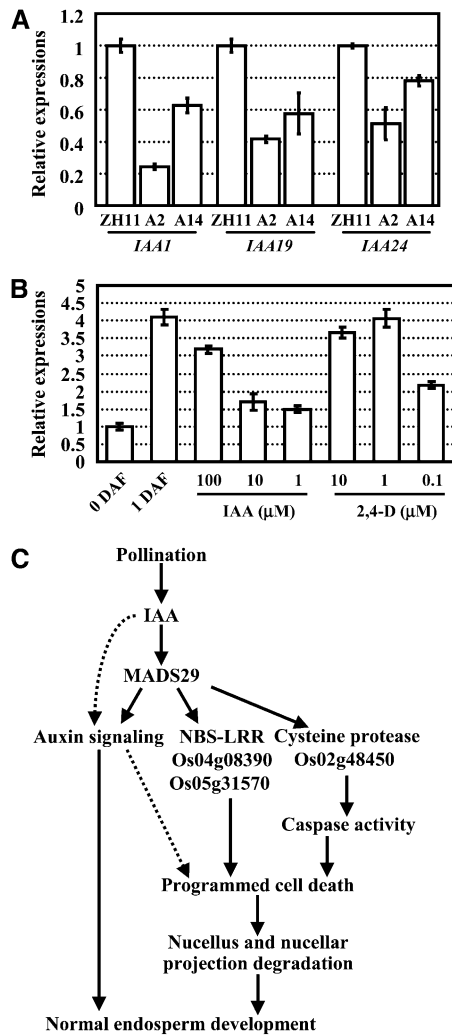 A
Relative expressions
1.2
1
0.8
0.6
0.4
0.2
0
ZH11 A2 A14 ZH11 A2 A14 ZH11 A2 A14
IAA1 IAA19 IAA24
B
Relative expressions
5
4.5
4
3.5
3
2.5
2
1.5
1
0.5
0
0 DAF 1 DAF 100 10 1 10 1 0.1
IAA (μM) 2,4-D (μM)
C
Pollination
IAA
MADS29
Auxin signaling NBS-LRR Cysteine protease
Os04g08390 Os02g48450
Os05g31570
Caspase activity
Programmed cell death
Nucellus and nucellar
projection degradation
Normal endosperm development